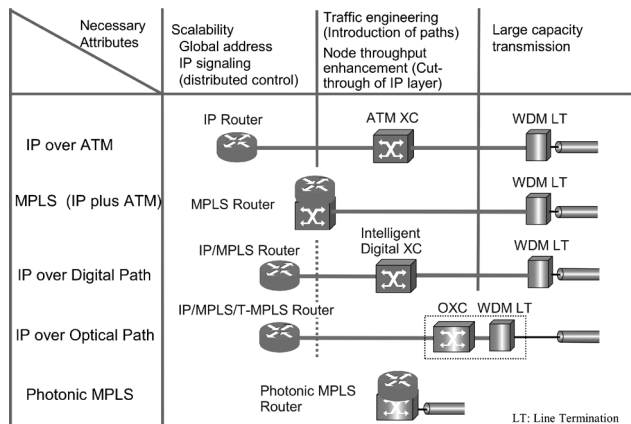 Necessary
Attributes
Scalability
Global address
IP signaling
(distributed control)
Traffic engineering
(Introduction of paths)
Node throughput
enhancement (Cut-
through of IP layer)
Large capacity
transmission
IP over ATM
IP Router
ATM XC
WDM LT
MPLS (IP plus ATM)
MPLS Router
WDM LT
IP over Digital Path
IP/MPLS Router
Intelligent
Digital XC
WDM LT
IP over Optical Path
IP/MPLS/T-MPLS Router
OXC
WDM LT
Photonic MPLS
Photonic MPLS
Router
LT: Line Termination